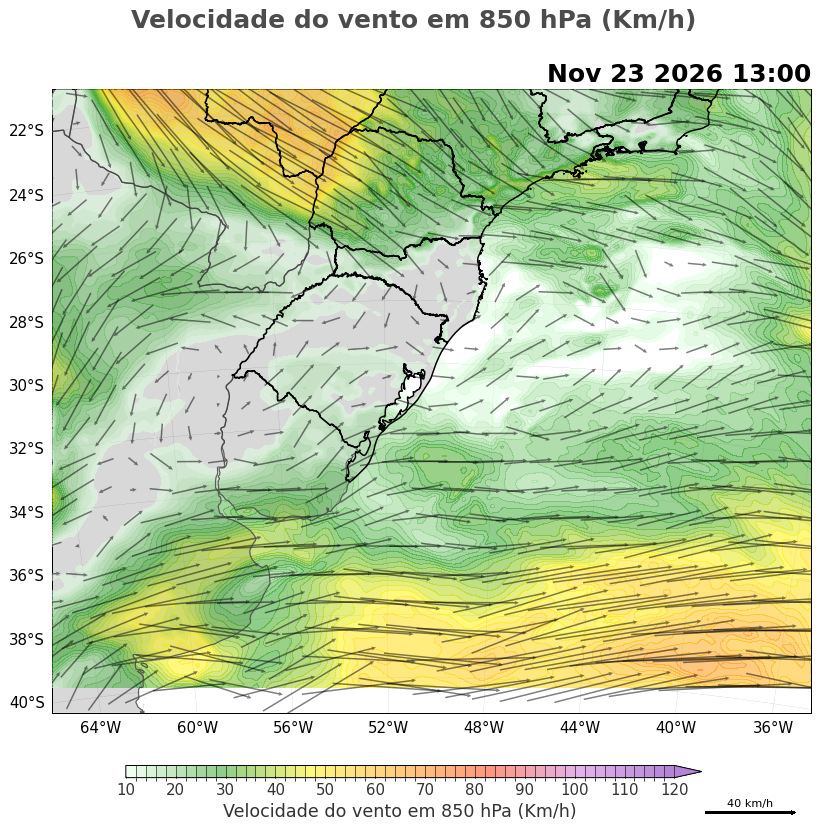 Velocidade do vento em 850 hPa (Km/h)
Nov 23 2026 13:00
22°S
24°S
26°S
28°S
30°S
32°S
34°S
36°S
38°S
40°S
64°W 60°W 56°W 52°W 48°W 44°W 40°W 36°W
10 20 30 40 50 60 70 80 90 100 110 120
Velocidade do vento em 850 hPa (Km/h)
40 km/h